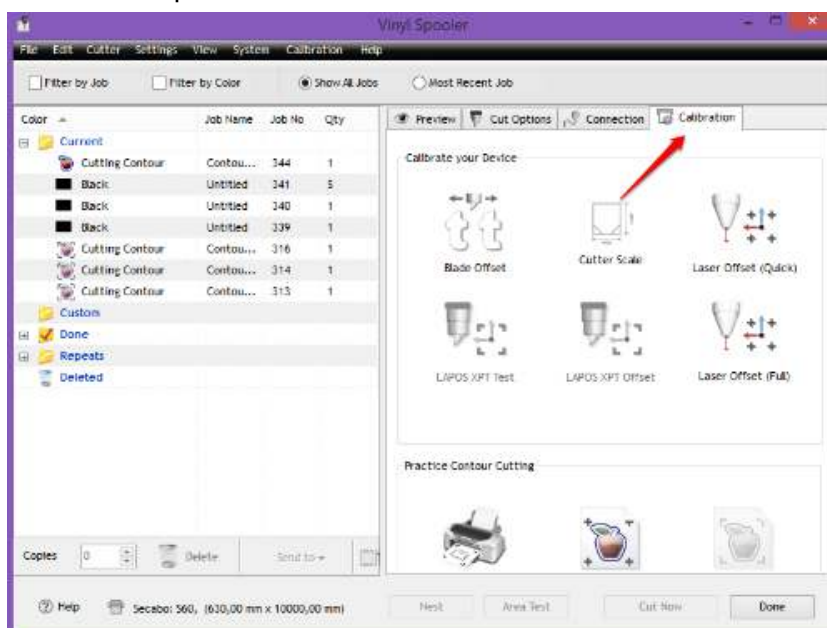 Vinyl Spooler
File Edit Cutter Settings View System Calibration Help
Filter by Job Filter by Color Show All Jobs Most Recent Job
Color Job Name Job No Qty
Current
Cutting Contour Contou... 344 1
Black Untitled 341 5
Black Untitled 340 1
Black Untitled 339 1
Cutting Contour Contou... 316 1
Cutting Contour Contou... 314 1
Cutting Contour Contou... 313 1
Custom
Done
Repeats
Deleted
Copies 0 Delete Send to
Preview Cut Options Connection Calibration
Calibrate your Device
Blade Offset Cutter Scale Laser Offset (Quick)
LAPOS XPT Test LAPOS XPT Offset Laser Offset (Full)
Practice Contour Cutting
Help Secabo: S60, (630,00 mm x 10000,00 mm) Nest Area Test Cut Now Done